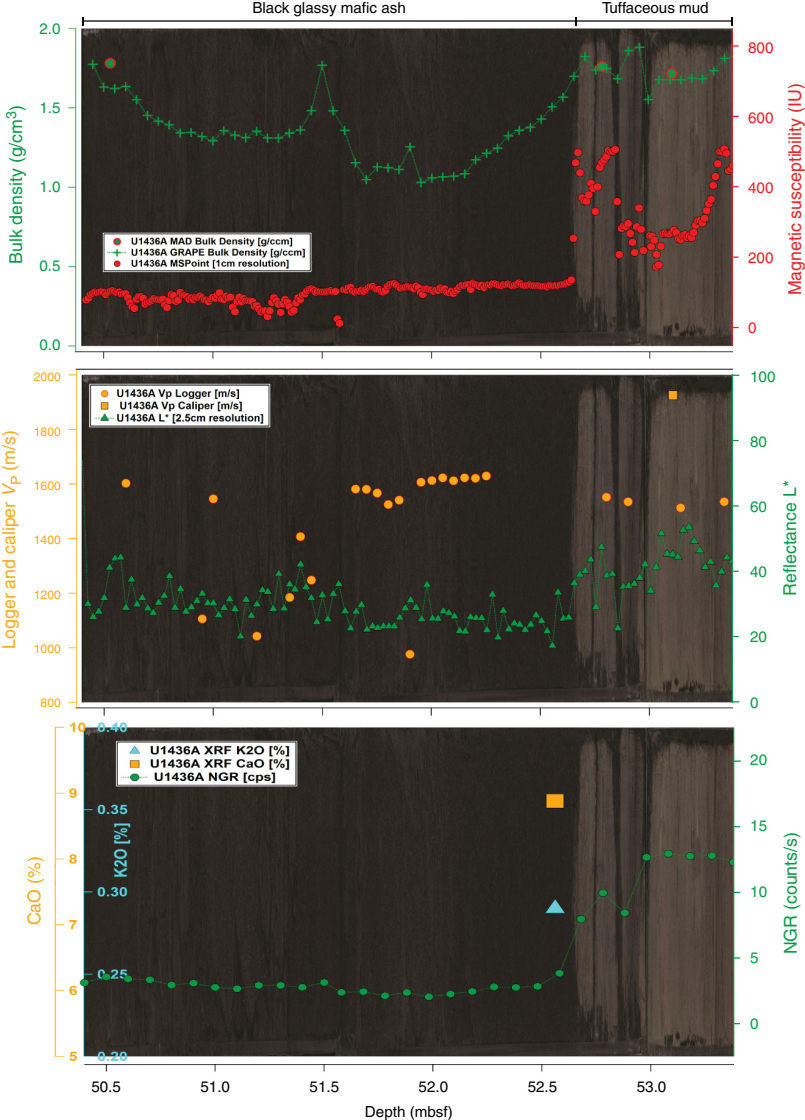 Black glassy mafic ash
Tuffaceous mud
2.0
1.5
1.0
0.5
0.0
Bulk density (g/cm3)
800
600
400
200
0
Magnetic susceptibility (IU)
U1436A MAD Bulk Density [g/ccm]
U1436A GRAPE Bulk Density [g/ccm]
U1436A MSPoint [1cm resolution]
2000
1800
1600
1400
1200
1000
800
Logger and caliper VP (m/s)
100
80
60
40
20
0
Reflectance L*
U1436A Vp Logger [m/s]
U1436A Vp Caliper [m/s]
U1436A L* [2.5cm resolution]
10
9
8
7
6
5
CaO (%)
0.40
0.35
0.30
0.25
0.20
K2O [%]
U1436A XRF K2O [%]
U1436A XRF CaO [%]
U1436A NGR [cps]
20
15
10
5
0
NGR (counts/s)
50.5
51.0
51.5
52.0
52.5
53.0
Depth (mbsf)